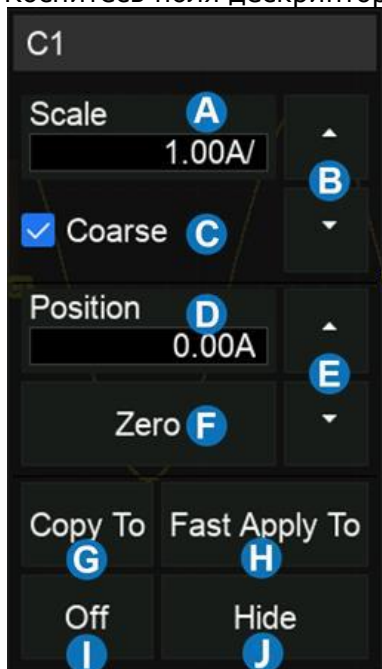 C1
Scale A
1.00A/
B
Coarse C
Position D
0.00A
E
Zero F
Copy To Fast Apply To
G H
Off Hide
I J